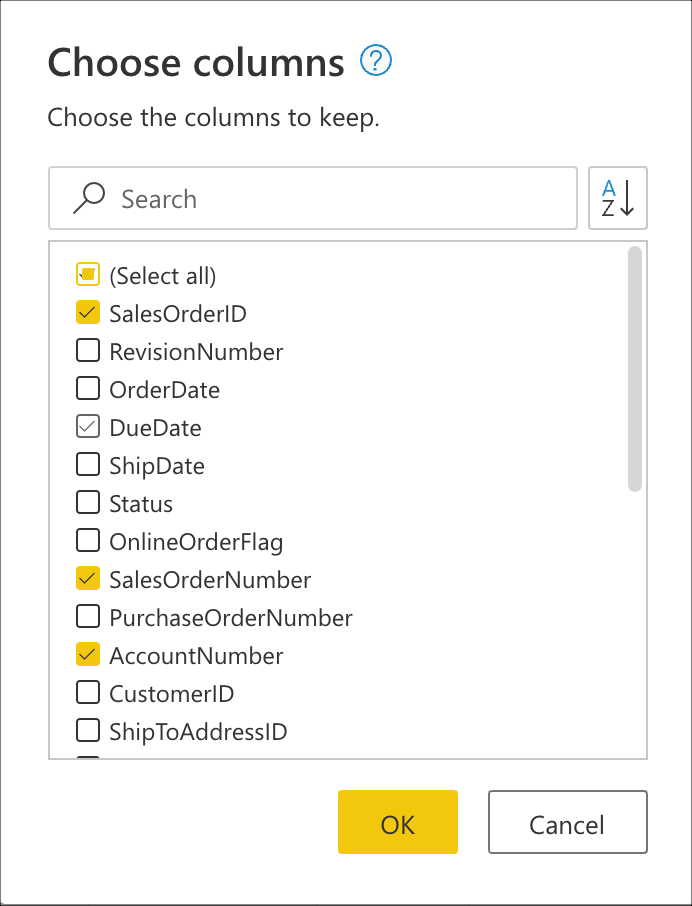 Choose columns ?
Choose the columns to keep.
Search
A
Z
(Select all)
SalesOrderID
RevisionNumber
OrderDate
DueDate
ShipDate
Status
OnlineOrderFlag
SalesOrderNumber
PurchaseOrderNumber
AccountNumber
CustomerID
ShipToAddressID
OK Cancel